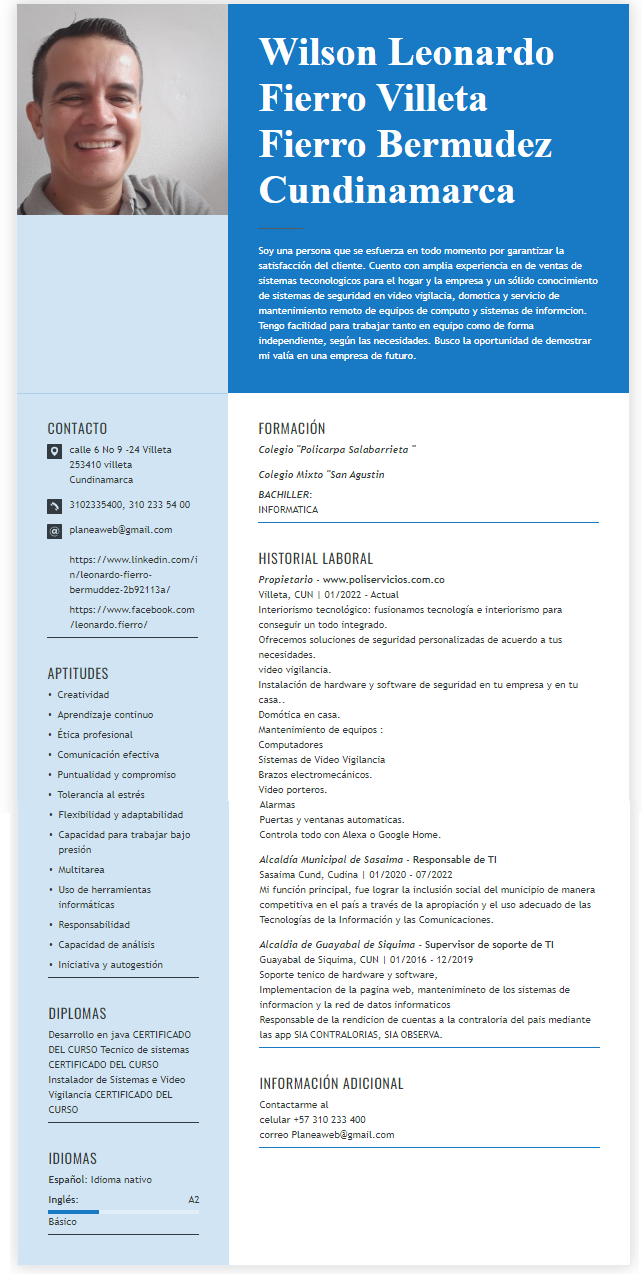 Wilson Leonardo
Fierro Villeta
Fierro Bermudez
Cundinamarca
Soy una persona que se esfuerza en todo momento por garantizar la
satisfacción del cliente. Cuento con amplia experiencia en de ventas de
sistemas teconologicos para el hogar y la empresa y un sólido conocimiento
de sistemas de seguridad en video vigilacia, domotica y servicio de
mantenimiento remoto de equipos de computo y sistemas de informcion.
Tengo facilidad para trabajar tanto en equipo como de forma
independiente, según las necesidades. Busco la oportunidad de demostrar
mi valía en una empresa de futuro.
CONTACTO
calle 6 No 9 -24 Villeta
253410 villeta
Cundinamarca
3102335400, 310 233 54 00
planeaweb@gmail.com
https://www.linkedin.com/i
n/leonardo-fierro-
bermuddez-2b92113a/
https://www.facebook.com
/leonardo.fierro/
APTITUDES
• Creatividad
• Aprendizaje continuo
• Ética profesional
• Comunicación efectiva
• Puntualidad y compromiso
• Tolerancia al estrés
• Flexibilidad y adaptabilidad
• Capacidad para trabajar bajo
presión
• Multitarea
• Uso de herramientas
informáticas
• Responsabilidad
• Capacidad de análisis
• Iniciativa y autogestión
DIPLOMAS
Desarrollo en java CERTIFICADO
DEL CURSO Tecnico de sistemas
CERTIFICADO DEL CURSO
Instalador de Sistemas e Video
Vigilancia CERTIFICADO DEL
CURSO
IDIOMAS
Español: Idioma nativo
Inglés: A2
Básico
FORMACIÓN
Colegio "Policarpa Salabarrieta "
Colegio Mixto "San Agustin
BACHILLER:
INFORMATICA
HISTORIAL LABORAL
Propietario - www.poliservicios.com.co
Villeta, CUN | 01/2022 - Actual
Interiorismo tecnológico: fusionamos tecnología e interiorismo para
conseguir un todo integrado.
Ofrecemos soluciones de seguridad personalizadas de acuerdo a tus
necesidades.
video vigilancia.
Instalación de hardware y software de seguridad en tu empresa y en tu
casa..
Domótica en casa.
Mantenimiento de equipos :
Computadores
Sistemas de Video Vigilancia
Brazos electromecánicos.
Video porteros.
Alarmas
Puertas y ventanas automaticas.
Controla todo con Alexa o Google Home.
Alcaldía Municipal de Sasaima - Responsable de TI
Sasaima Cund, Cudina | 01/2020 - 07/2022
Mi función principal, fue lograr la inclusión social del municipio de manera
competitiva en el país a través de la apropiación y el uso adecuado de las
Tecnologías de la Información y las Comunicaciones.
Alcaldia de Guayabal de Siquima - Supervisor de soporte de TI
Guayabal de Siquima, CUN | 01/2016 - 12/2019
Soporte tenico de hardware y software,
Implementacion de la pagina web, mantenimineto de los sistemas de
informacion y la red de datos informaticos
Responsable de la rendicion de cuentas a la contraloria del pais mediante
las app SIA CONTRALORIAS, SIA OBSERVA.
INFORMACIÓN ADICIONAL
Contactarme al
celular +57 310 233 400
correo Planeaweb@gmail.com